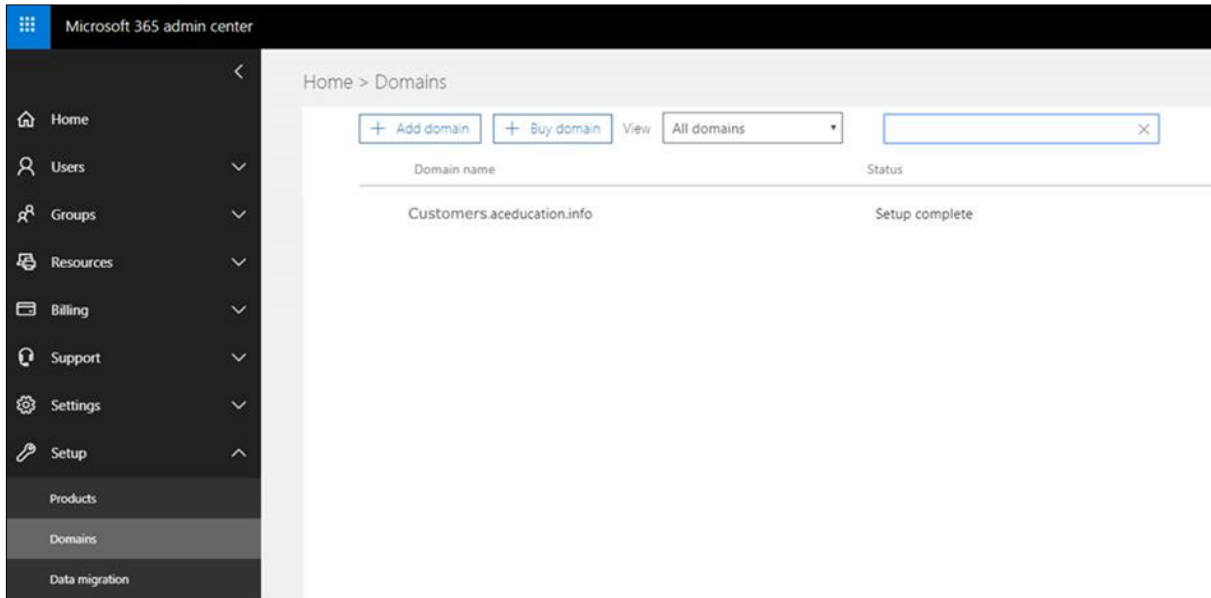 Microsoft 365 admin center
Home > Domains
Home
Users
Groups
Resources
Billing
Support
Settings
Setup
Products
Domains
Data migration
+ Add domain + Buy domain View All domains
Domain name Status
Customers.aceducation.info Setup complete